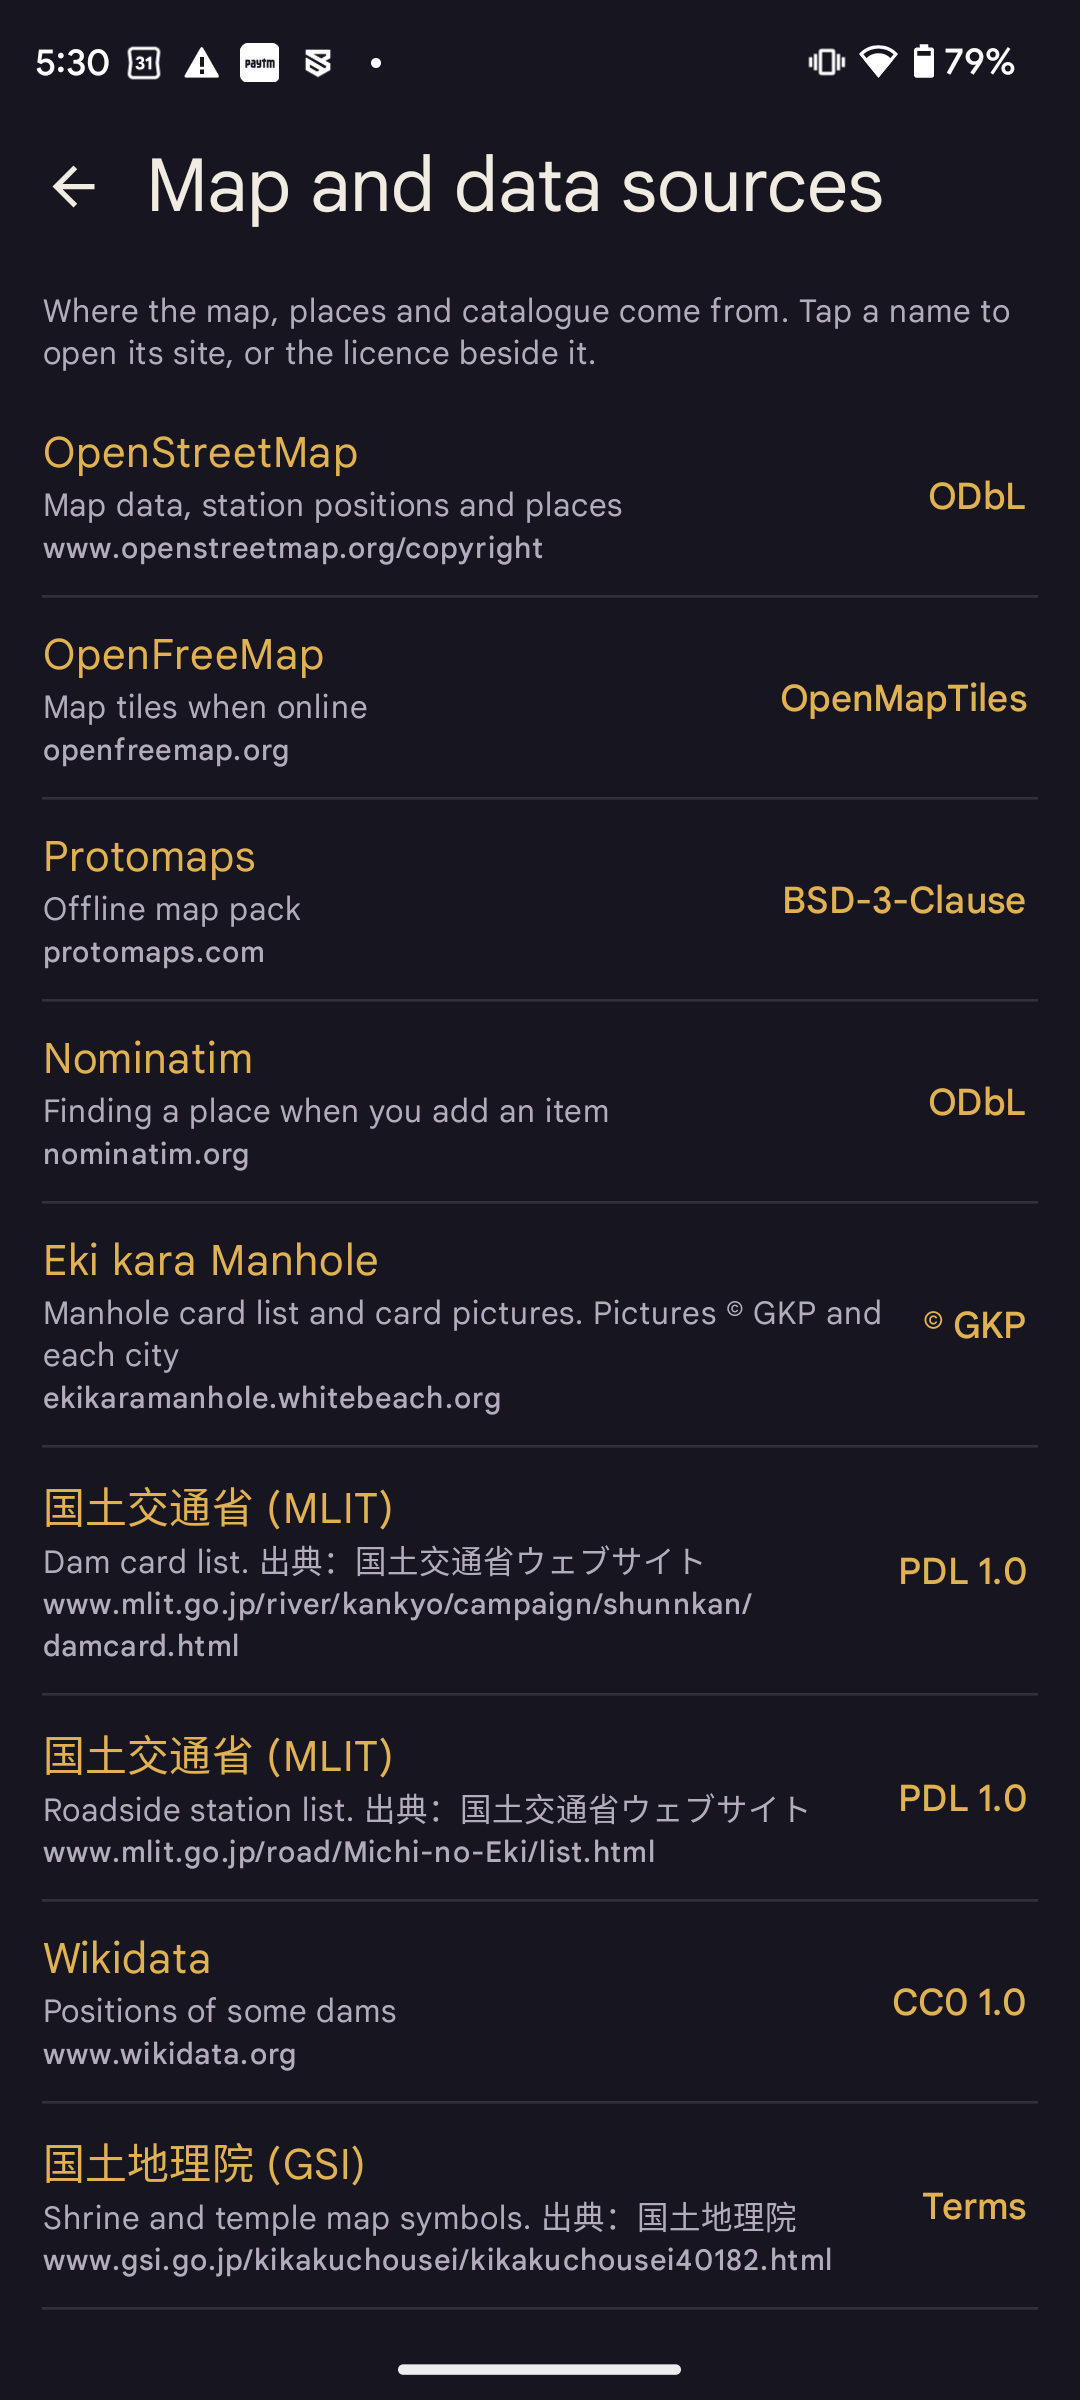 5:30 31 paytm 79%
Map and data sources
Where the map, places and catalogue come from. Tap a name to
open its site, or the licence beside it.
OpenStreetMap
Map data, station positions and places
www.openstreetmap.org/copyright
ODbL
OpenFreeMap
Map tiles when online
openfreemap.org
OpenMapTiles
Protomaps
Offline map pack
protomaps.com
BSD-3-Clause
Nominatim
Finding a place when you add an item
nominatim.org
ODbL
Eki kara Manhole
Manhole card list and card pictures. Pictures © GKP and
each city
ekikaramanhole.whitebeach.org
© GKP
国土交通省 (MLIT)
Dam card list. 出典：国土交通省ウェブサイト
www.mlit.go.jp/river/kankyo/campaign/shunnkan/
damcard.html
PDL 1.0
国土交通省 (MLIT)
Roadside station list. 出典：国土交通省ウェブサイト
www.mlit.go.jp/road/Michi-no-Eki/list.html
PDL 1.0
Wikidata
Positions of some dams
www.wikidata.org
CC0 1.0
国土地理院 (GSI)
Shrine and temple map symbols. 出典：国土地理院
www.gsi.go.jp/kikakuchousei/kikakuchousei40182.html
Terms